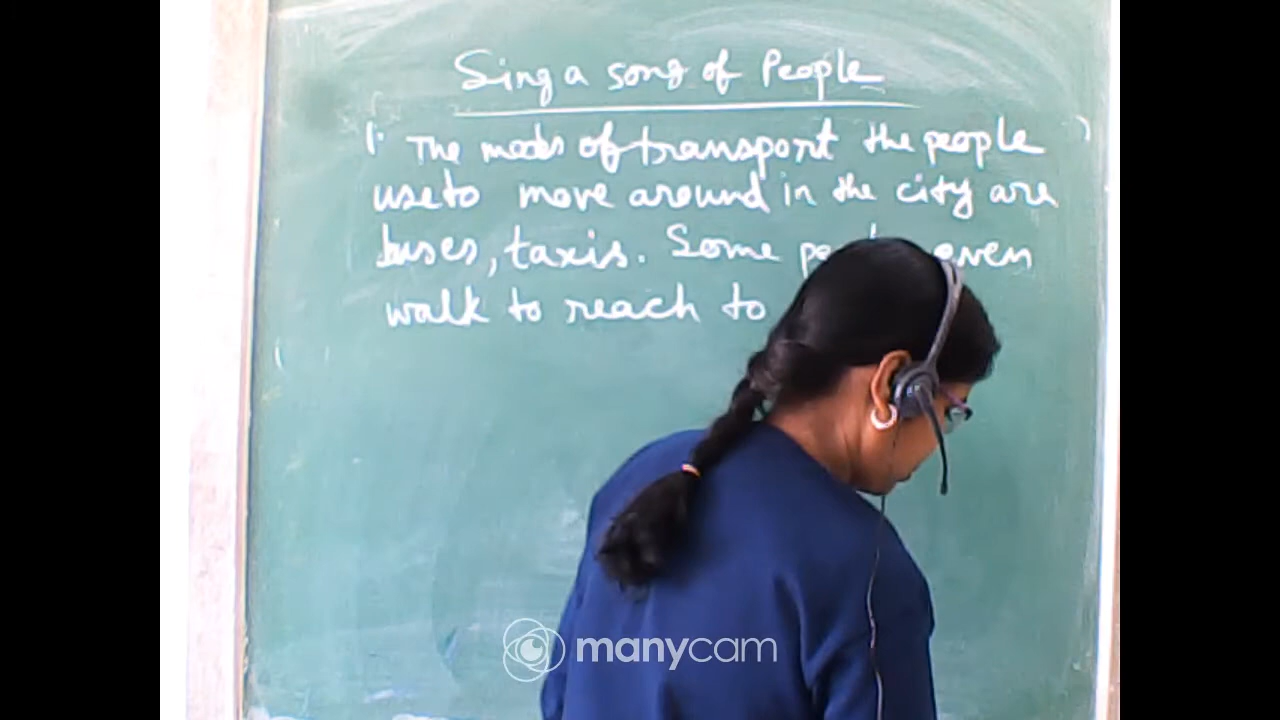 Sing a song of People
1. The modes of transport the people
use to move around in the city are
buses, taxis. Some even
walk to reach to
manycam